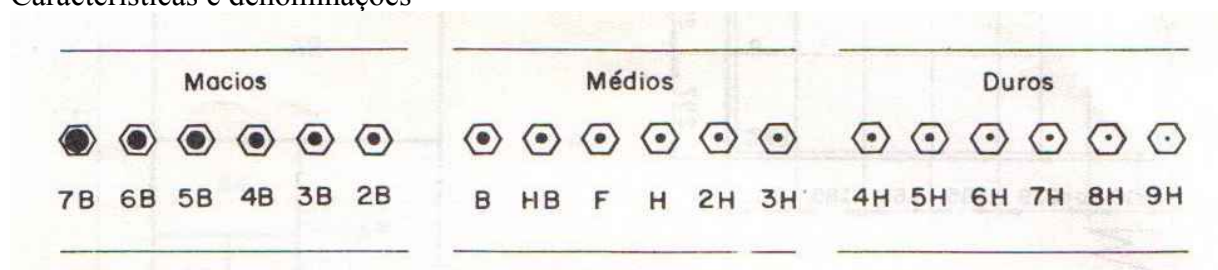 Características e denominações
Macios Médios Duros
7B 6B 5B 4B 3B 2B B HB F H 2H 3H 4H 5H 6H 7H 8H 9H